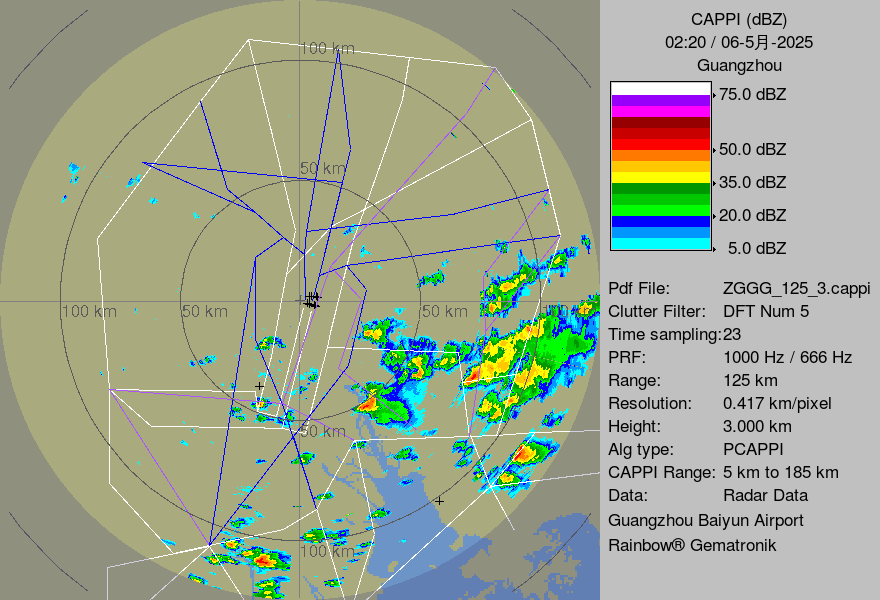 CAPPI (dBZ)
02:20 / 06-5月-2025
Guangzhou
75.0 dBZ
50.0 dBZ
35.0 dBZ
20.0 dBZ
5.0 dBZ
Pdf File: ZGGG_125_3.cappi
Clutter Filter: DFT Num 5
Time sampling:23
PRF: 1000 Hz / 666 Hz
Range: 125 km
Resolution: 0.417 km/pixel
Height: 3.000 km
Alg type: PCAPPI
CAPPI Range: 5 km to 185 km
Data: Radar Data
Guangzhou Baiyun Airport
Rainbow® Gematronik
100 km
50 km
100 km
50 km
50 km
50 km
100 km